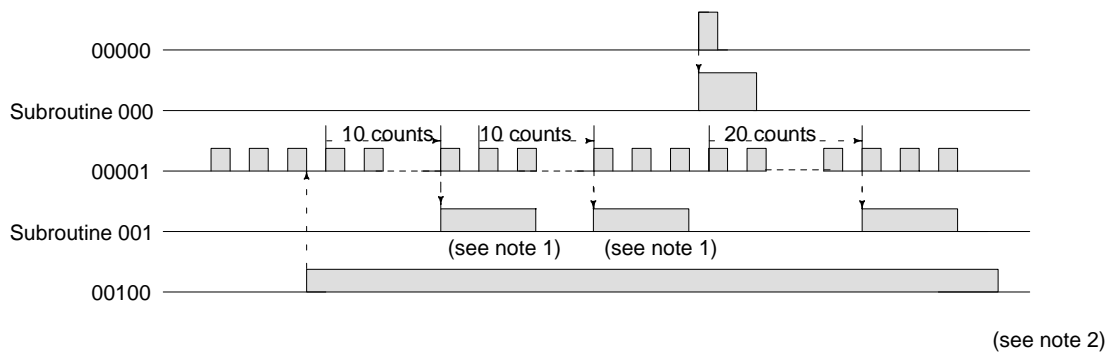 00000
Subroutine 000
10 counts 10 counts 20 counts
00001
Subroutine 001
(see note 1) (see note 1)
00100
(see note 2)